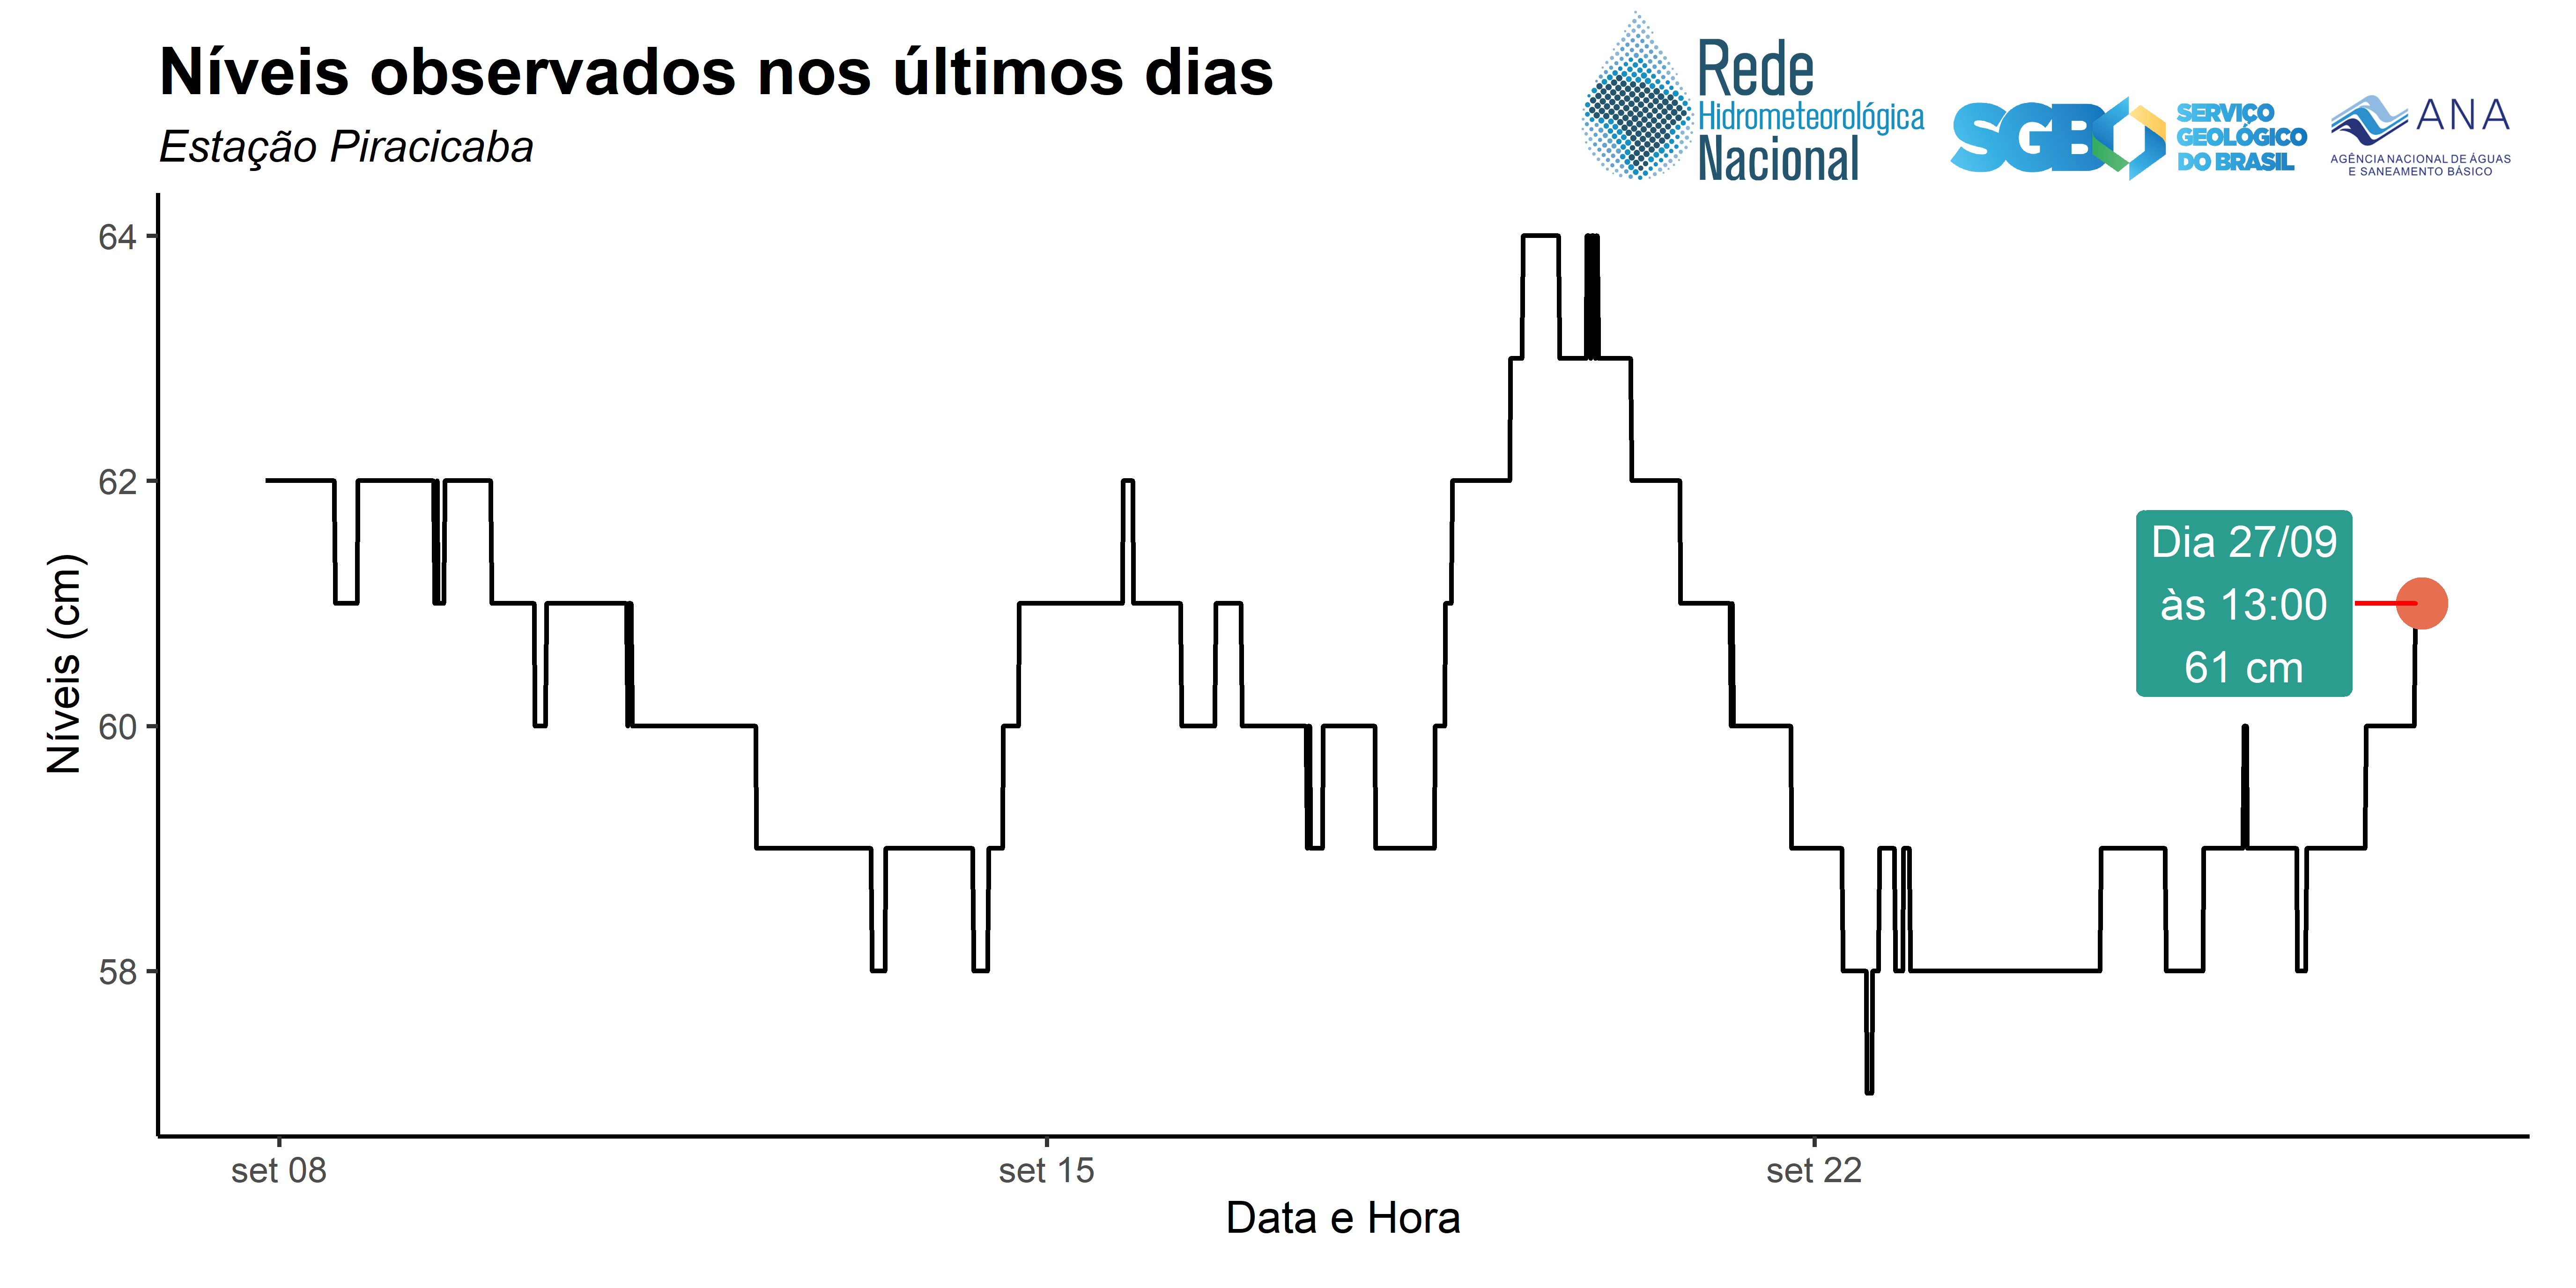 Níveis observados nos últimos dias
Estação Piracicaba
Rede
Hidrometeorológica
Nacional
SGB
SERVIÇO
GEOLÓGICO
DO BRASIL
ANA
AGÊNCIA NACIONAL DE ÁGUAS
E SANEAMENTO BÁSICO
64
62
60
58
Níveis (cm)
Dia 27/09
às 13:00
61 cm
set 08
set 15
set 22
Data e Hora